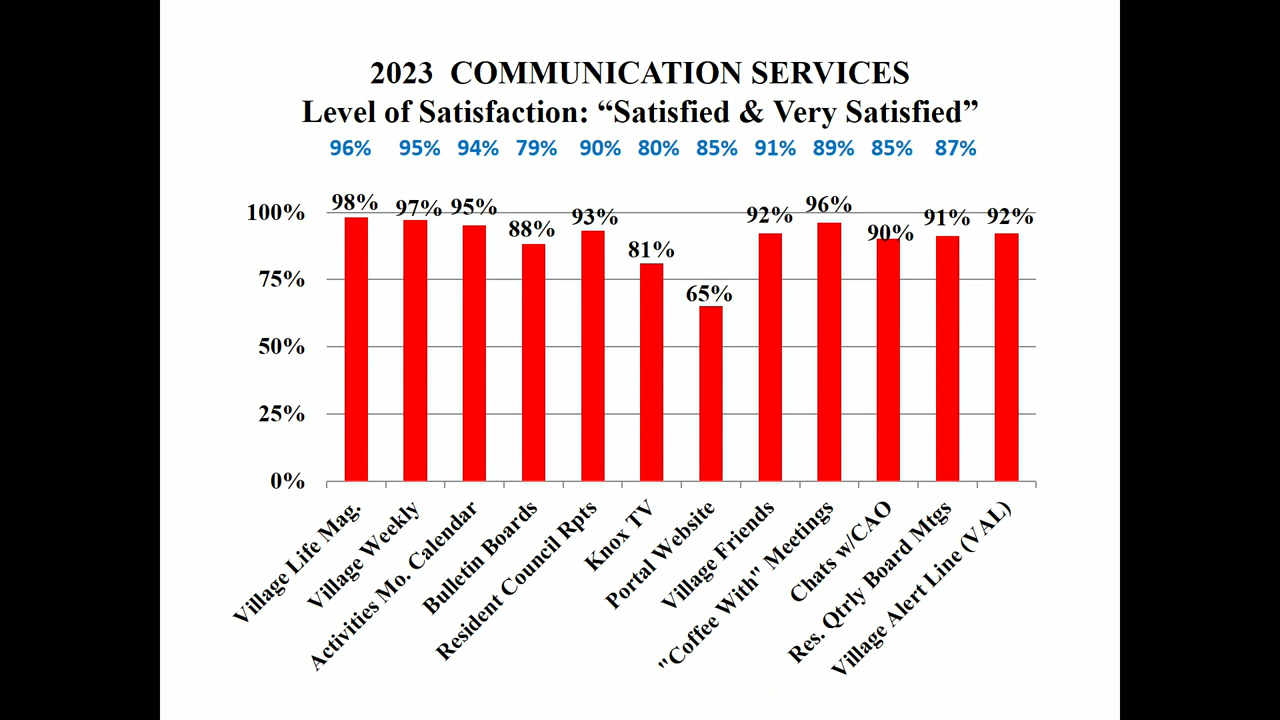 2023 COMMUNICATION SERVICES
Level of Satisfaction: “Satisfied & Very Satisfied”
96% 95% 94% 79% 90% 80% 85% 91% 89% 85% 87%
98% 97% 95% 88% 93% 81% 65% 92% 96% 90% 91% 92%
100%
75%
50%
25%
0%
Village Life Mag.
Village Weekly
Activities Mo. Calendar
Bulletin Boards
Resident Council Rpts
Knox TV
Portal Website
Village Friends
"Coffee With" Meetings
Chats w/CAO
Res. Qtrly Board Mtgs
Village Alert Line (VAL)